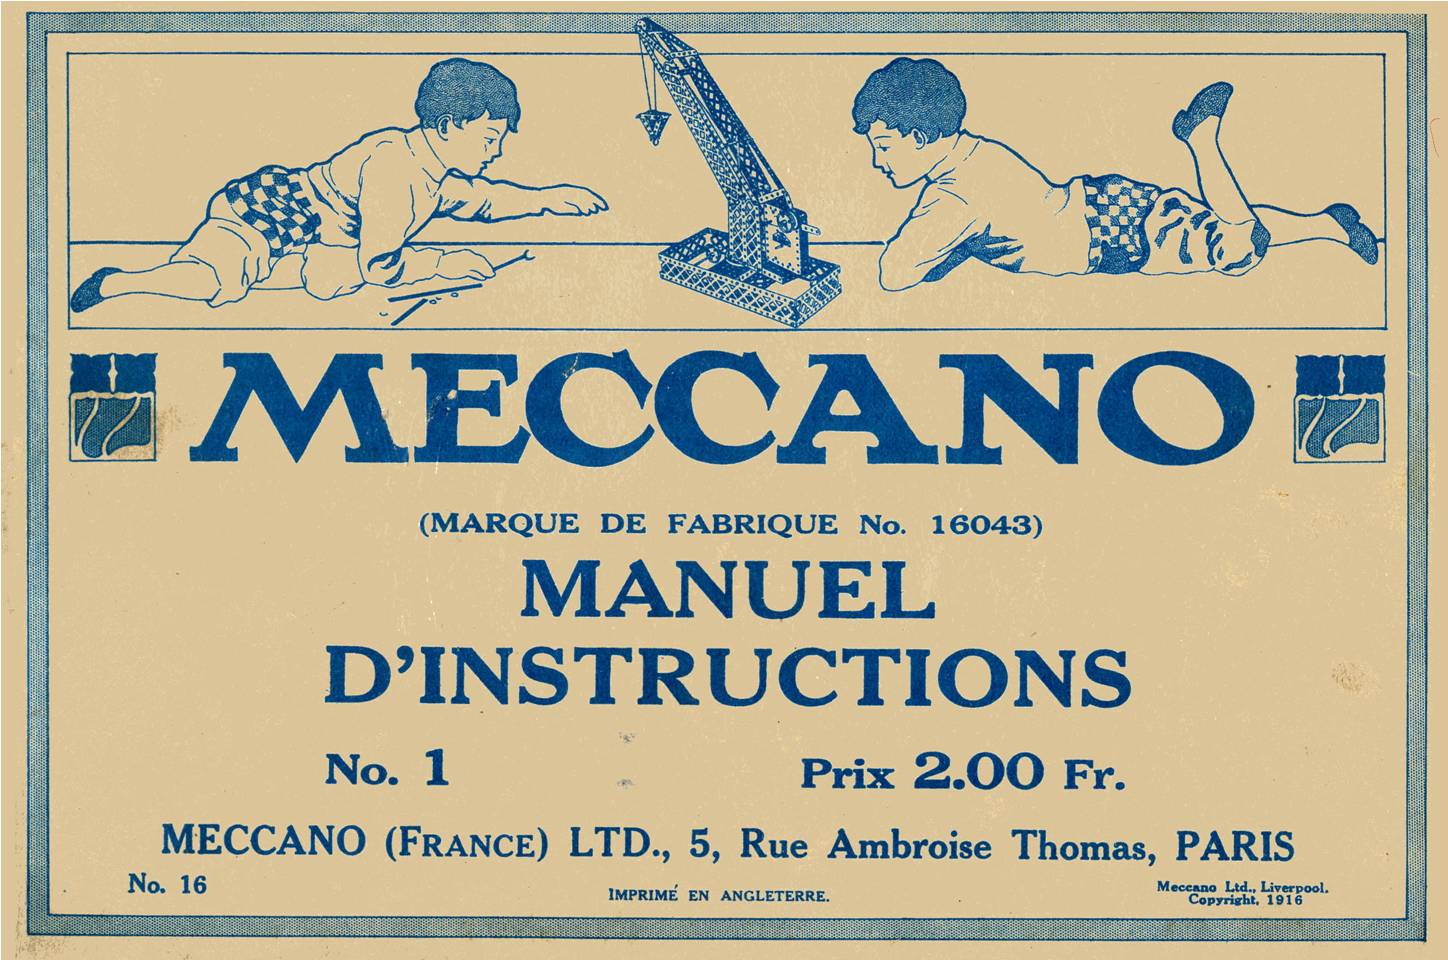 MECCANO
(MARQUE DE FABRIQUE No. 16043)
MANUEL
D'INSTRUCTIONS
No. 1 Prix 2.00 Fr.
MECCANO (FRANCE) LTD., 5, Rue Ambroise Thomas, PARIS
No. 16
IMPRIMÉ EN ANGLETERRE.
Meccano Ltd., Liverpool.
Copyright, 1916